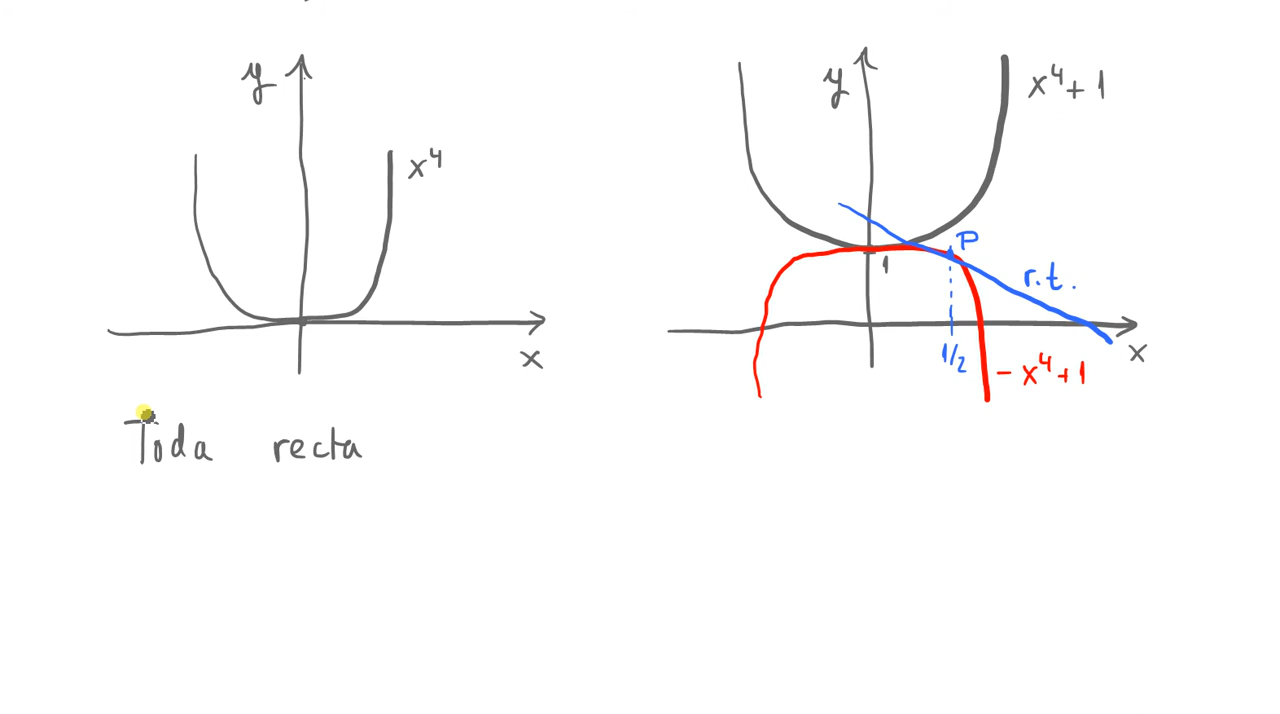 y
x⁴
x
y
x⁴+1
P
1
r.t.
1/2
x
-x⁴+1
Toda recta